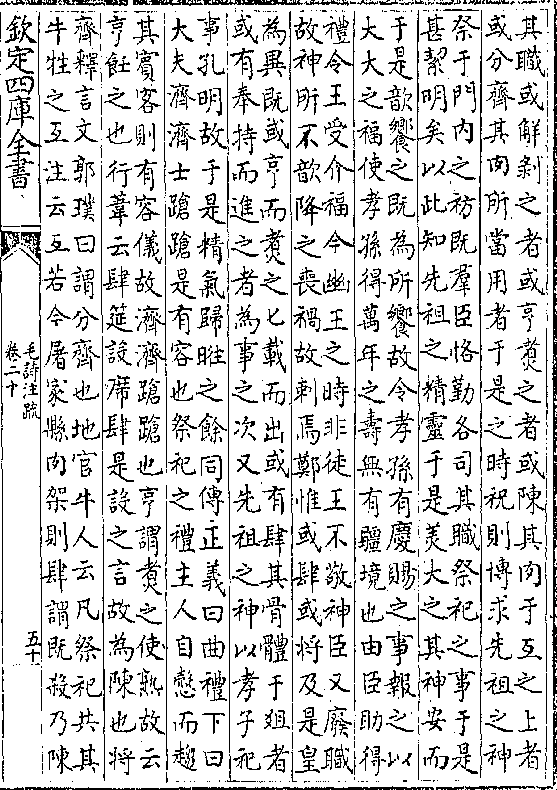 其職或解剥之者或亨煑之者或陳其肉于互之上者
或分齊其肉所當用者于是之時祝則博求先祖之神
祭于門内之祊既羣臣恪勤各司其職祭祀之事于是
甚絜明矣以此知先祖之精靈于是美大之其神安而
于是歆饗之既為所饗故令孝孫有慶賜之事報之以
大大之福使孝孫得萬年之壽無有疆境也由臣助得
禮令王受介福今幽王之時非徒王不敬神臣又廢職
故神所不歆降之喪禍故刺焉鄭惟或肆或將及是皇
為異既或亨而煑之匕載而出或有肆其骨體于俎者
或有奉持而進之者為事之次又先祖之神以孝子祀
事孔明故于是精氣歸暀之餘同傳正義曰曲禮下曰
大夫濟濟士蹌蹌是有容也祭祀之禮主人自慤而趨
其賓客則有容儀故濟濟蹌蹌也亨謂煑之使熟故云
亨飪之也行葦云肆筵設席肆是設之言故為陳也將
齊釋言文郭璞曰謂分齊也地官牛人云凡祭祀共其
牛牲之互注云互若今屠家縣肉架則肆謂既殺乃陳
欽定四庫全書
毛詩注疏
卷二十
五十